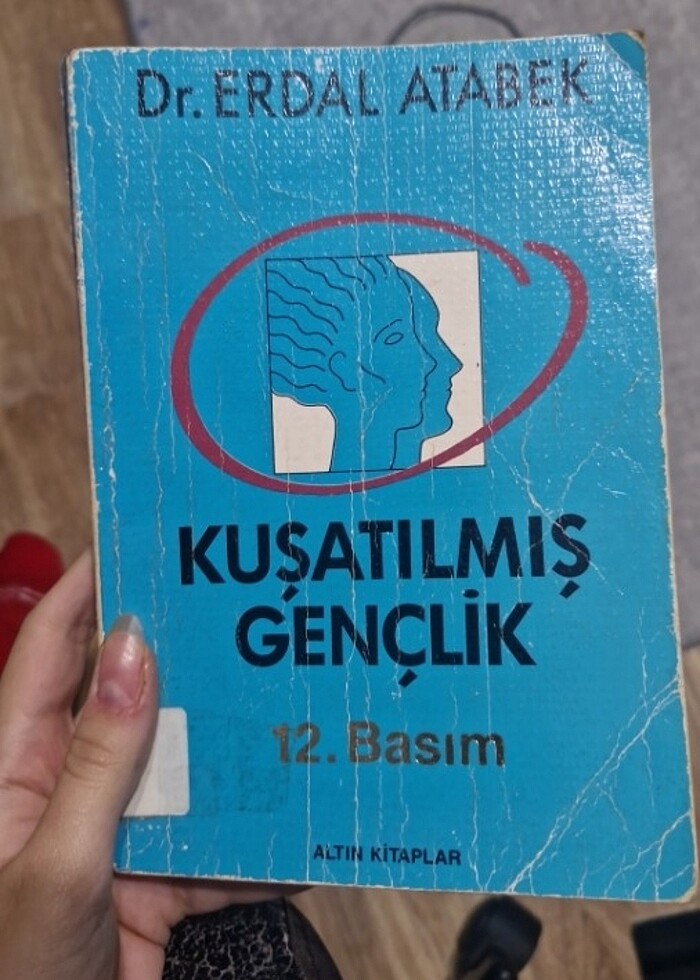 Dr. ERDAL ATABEK
KUŞATILMIŞ
GENÇLİK
12. Basım
ALTIN KİTAPLAR